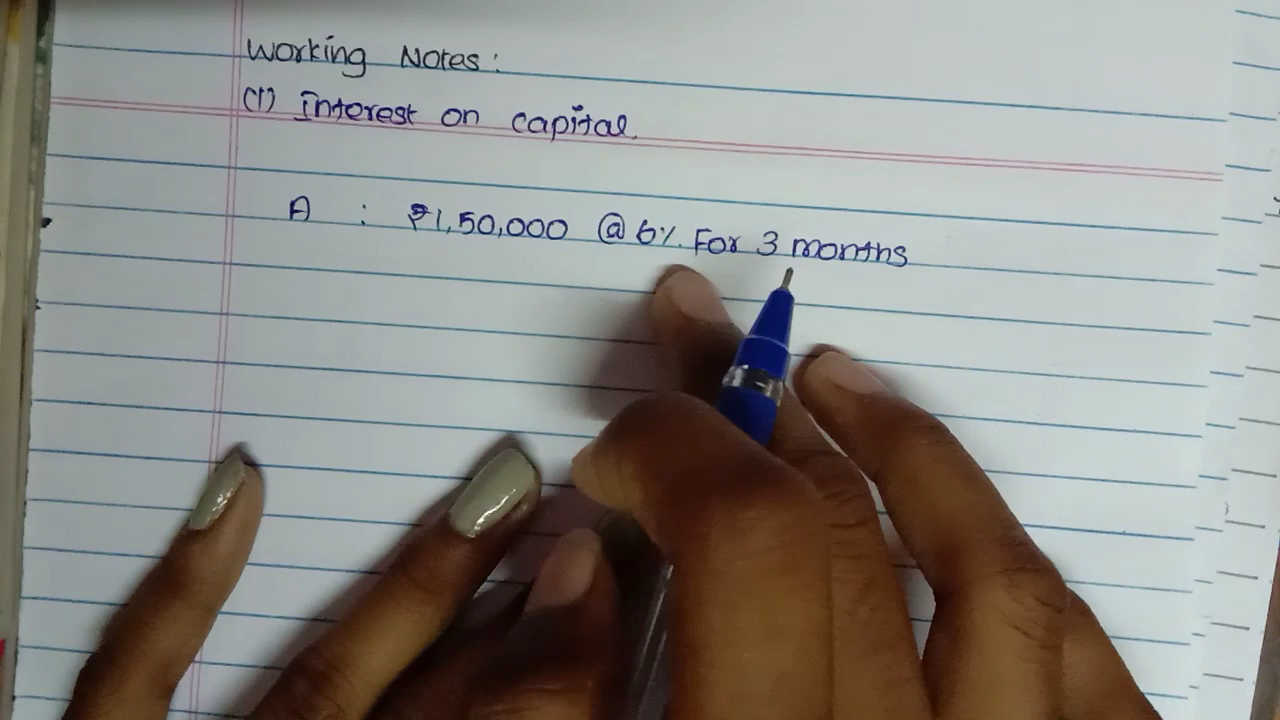 Working Notes:
(1) Interest on capital.
A : ₹1,50,000 @ 6% For 3 months